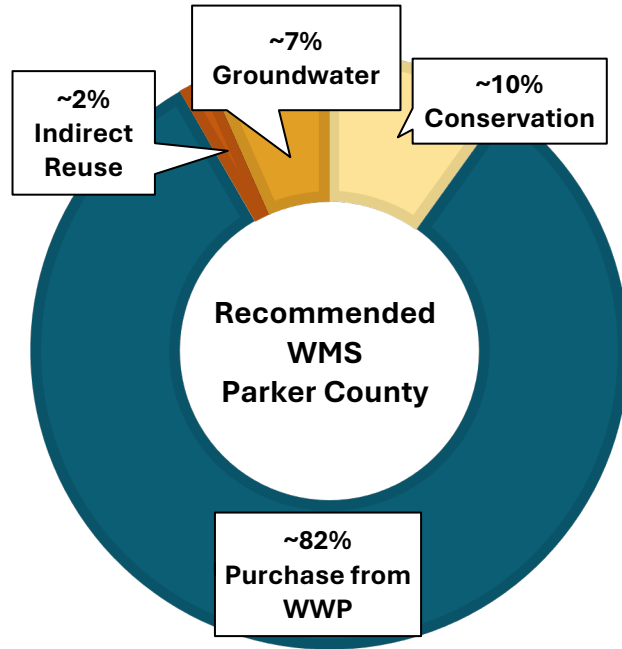 ~7%
Groundwater
~2%
Indirect
Reuse
~10%
Conservation
Recommended
WMS
Parker County
~82%
Purchase from
WWP